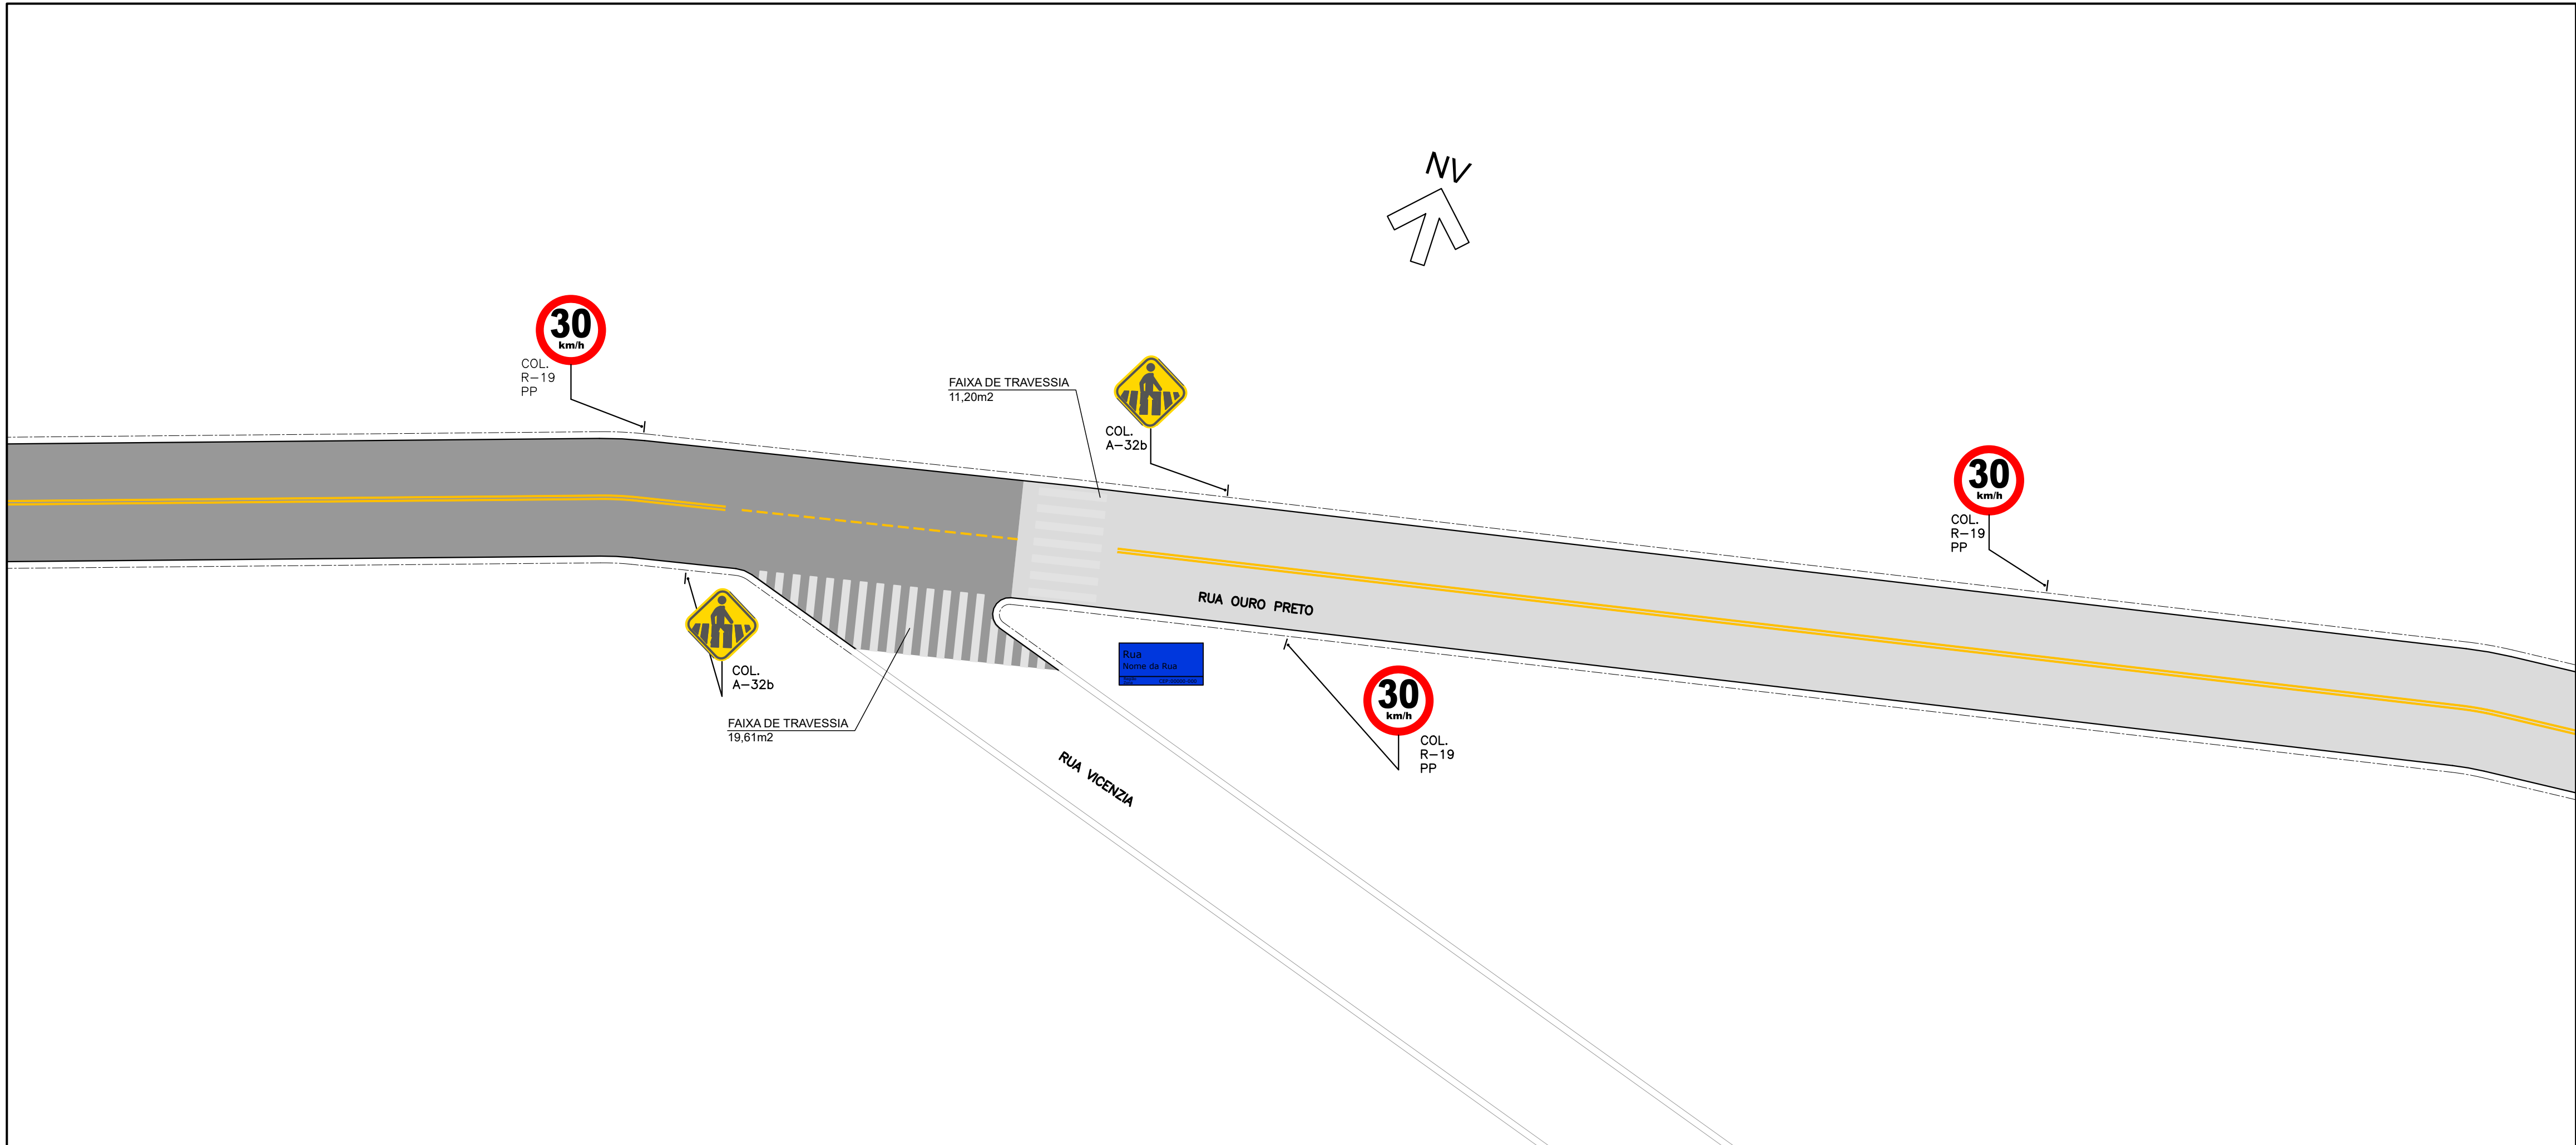 NV
30
km/h
COL.
R-19
PP
FAIXA DE TRAVESSIA
11,20m2
COL.
A-32b
30
km/h
COL.
R-19
PP
RUA OURO PRETO
Rua
Nome da Rua
COL.
A-32b
30
km/h
COL.
R-19
PP
FAIXA DE TRAVESSIA
19,61m2
RUA VICENZIA